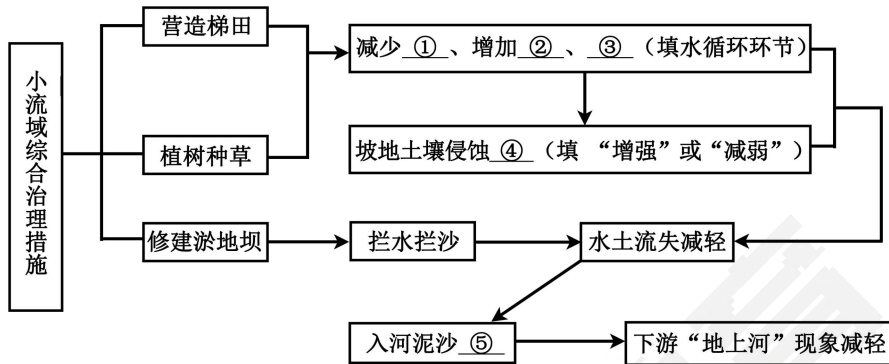 小流域综合治理措施
营造梯田
减少 ① 、增加 ② 、 ③ （填水循环环节）
植树种草
坡地土壤侵蚀 ④ （填 “增强”或“减弱”）
修建淤地坝
拦水拦沙
水土流失减轻
入河泥沙 ⑤
下游“地上河”现象减轻